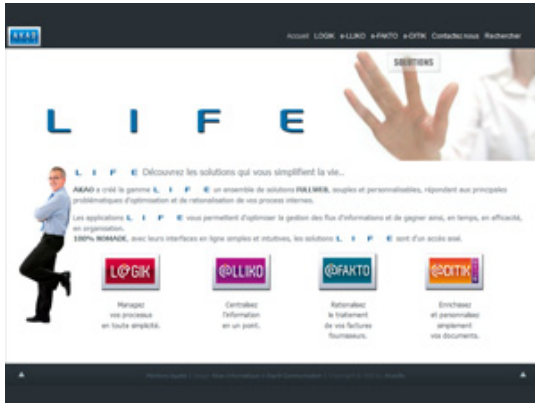 AKAO
Accueil LOGIK e-LLIKO e-FAKTO e-DITIK Contactez nous Rechercher
SOLUTIONS
L I F E
L I F E Découvrez les solutions qui vous simplifient la vie...
AKAO a créé la gamme L I F E un ensemble de solutions FULLWEB, souples et personnalisables, répondant aux principales
problématiques d'optimisation et de rationalisation de vos process internes.
Les applications L I F E vous permettent d'optimiser la gestion des flux d'informations et de gagner ainsi, en temps, en efficacité,
en organisation.
100% NOMADE, avec leurs interfaces en ligne simples et intuitives, les solutions L I F E sont d'un accès aisé.
L@GIK @LLIKO @FAKTO @DITIK
Managez
vos processus
en toute simplicité.
Centralisez
l'information
en un point.
Rationalisez
le traitement
de vos factures
fournisseurs.
Enrichissez
et personnalisez
simplement
vos documents.
Mentions légales